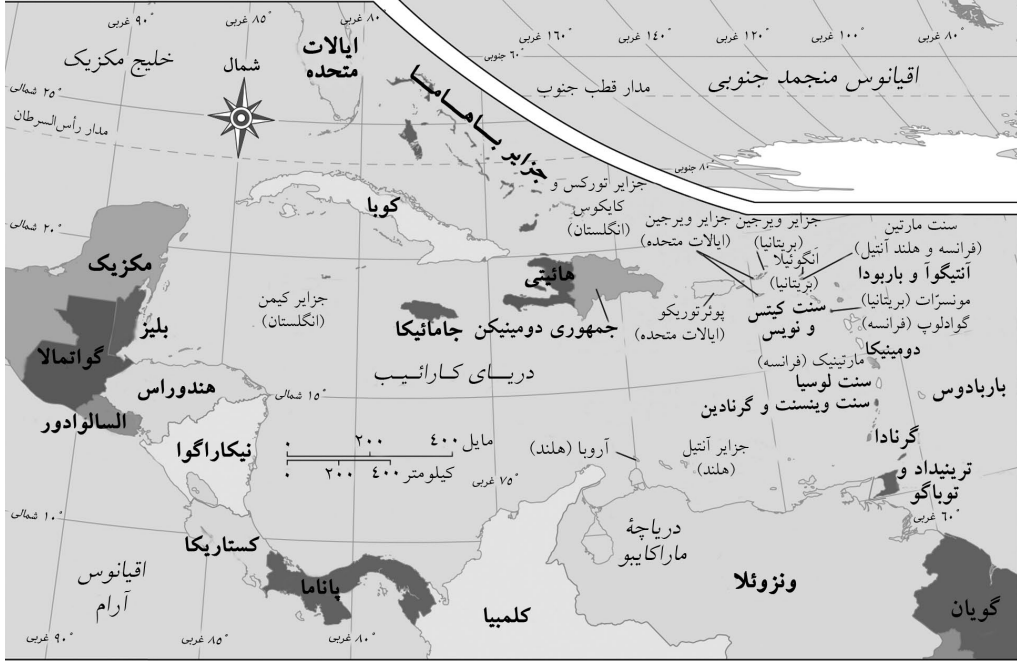 ۹۰° غربی
۸۵° غربی
۸۰° غربی
۱۶۰° غربی
۱۴۰° غربی
۱۲۰° غربی
۱۰۰° غربی
۸۰° غربی
۶۰° جنوبی
مدار قطب جنوب
اقیانوس منجمد جنوبی
۸۰° جنوبی
خلیج مکزیک
شمال
ایالات
متحده
جزایر باهاما
۲۵° شمالی
مدار رأس‌السرطان
جزایر تورکس و
کایکوس
(انگلستان)
کوبا
۲۰° شمالی
مکزیک
جزایر ویرجین
(ایالات متحده)
جزایر ویرجین
(بریتانیا)
آنگوئیلا
(بریتانیا)
سنت مارتین
(فرانسه و هلند آنتیل)
آنتیگوآ و باربودا
هائیتی
جزایر کیمن
(انگلستان)
جامائیکا
جمهوری دومینیکن
پوئرتوریکو
(ایالات متحده)
سنت کیتس
و نویس
مونسرّات (بریتانیا)
گوادلوپ (فرانسه)
دومینیکا
بلیز
گواتمالا
دریای کارائیب
مارتینیک (فرانسه)
سنت لوسیا
سنت وینسنت و گرنادین
باربادوس
هندوراس
۱۵° شمالی
السالوادور
نیکاراگوا
۰ ۲۰۰ ۴۰۰ مایل
۰ ۲۰۰ ۴۰۰ کیلومتر
۷۵° غربی
آروبا (هلند)
جزایر آنتیل
(هلند)
گرنادا
ترینیداد و
توباگو
۶۰° غربی
۱۰° شمالی
کستاریکا
دریاچهٔ
ماراکایبو
اقیانوس
آرام
پاناما
کلمبیا
ونزوئلا
گویان
۹۰° غربی
۸۵° غربی
۸۰° غربی